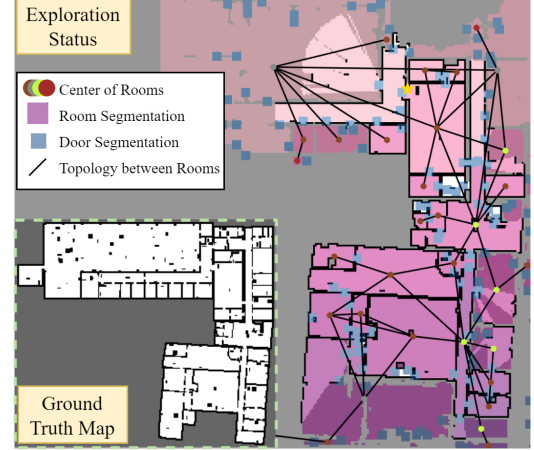 Exploration
Status
Center of Rooms
Room Segmentation
Door Segmentation
Topology between Rooms
Ground
Truth Map